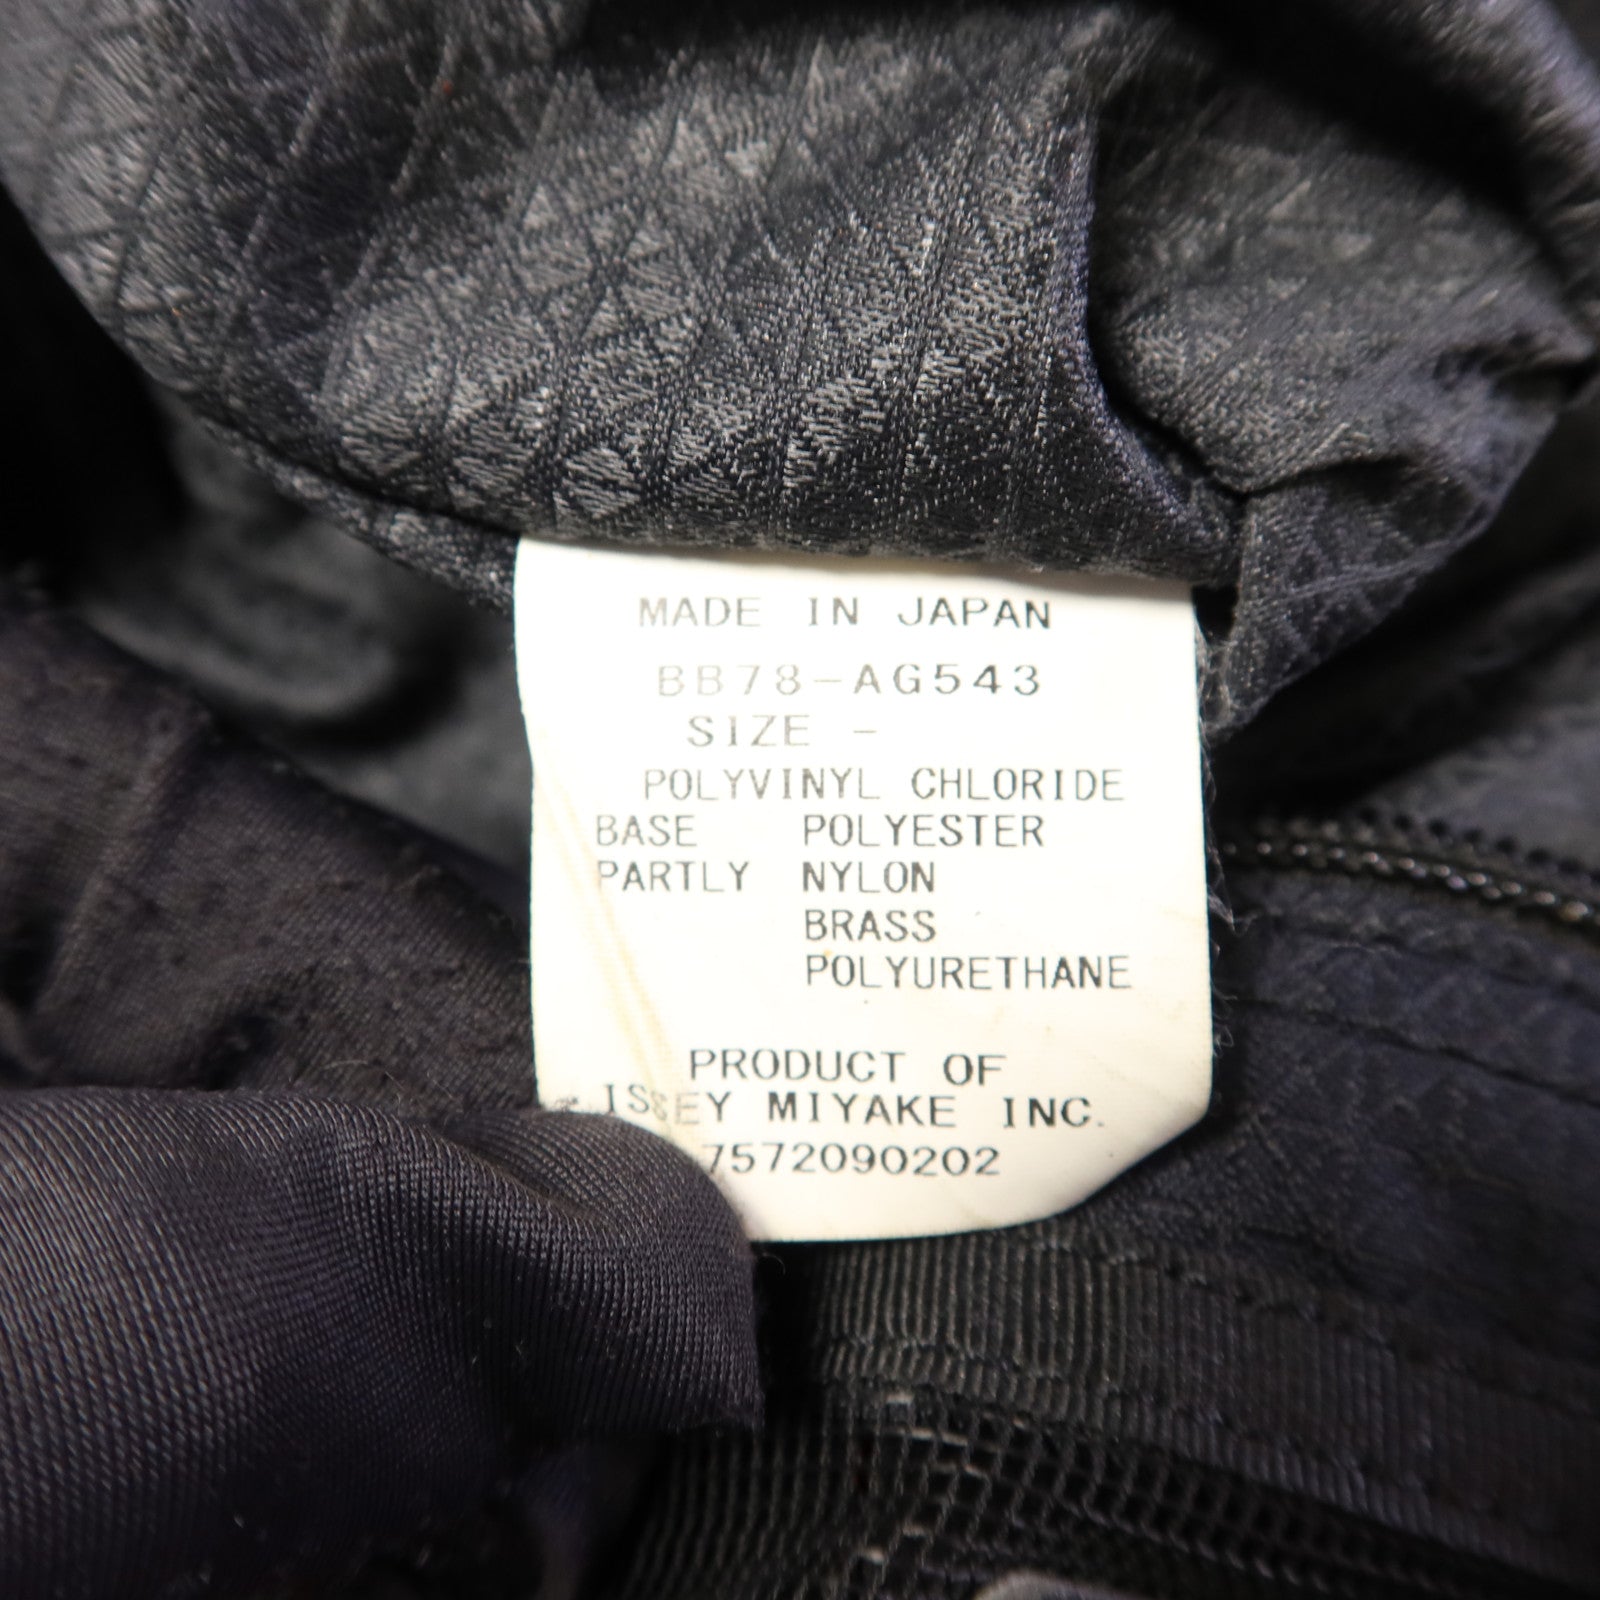 MADE IN JAPAN
BB78-AG543
SIZE -
POLYVINYL CHLORIDE
BASE POLYESTER
PARTLY NYLON
BRASS
POLYURETHANE
PRODUCT OF
ISSEY MIYAKE INC.
7572090202